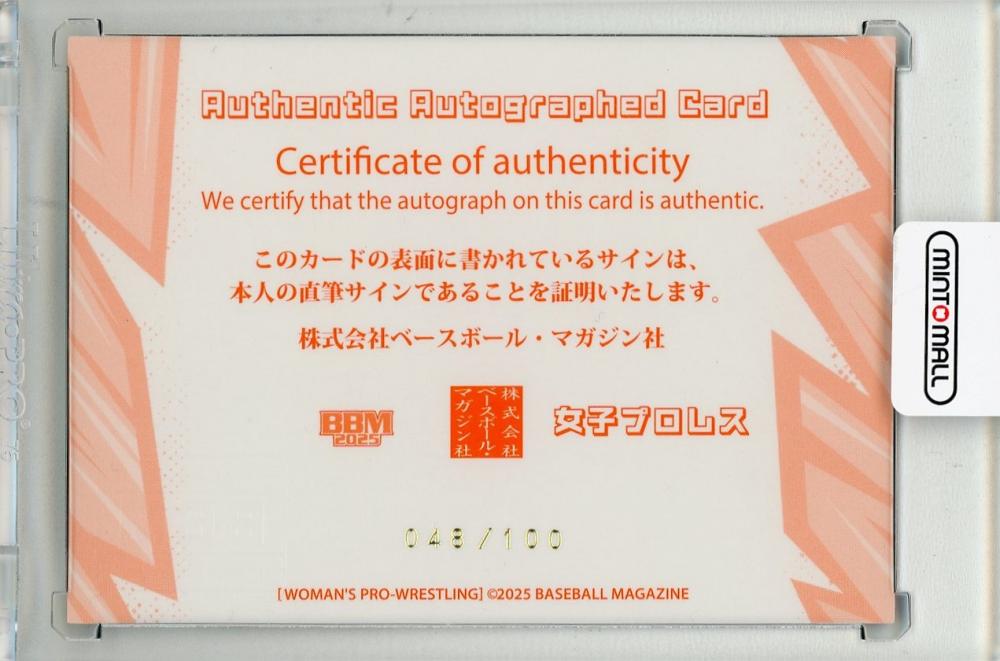 Authentic Autographed Card
Certificate of authenticity
We certify that the autograph on this card is authentic.
このカードの表面に書かれているサインは、
本人の直筆サインであることを証明いたします。
株式会社ベースボール・マガジン社
BBM
2025
株式会社
ベースボール・
マガジン社
女子プロレス
048/100
[WOMAN'S PRO-WRESTLING] ©2025 BASEBALL MAGAZINE
MINTOMALL